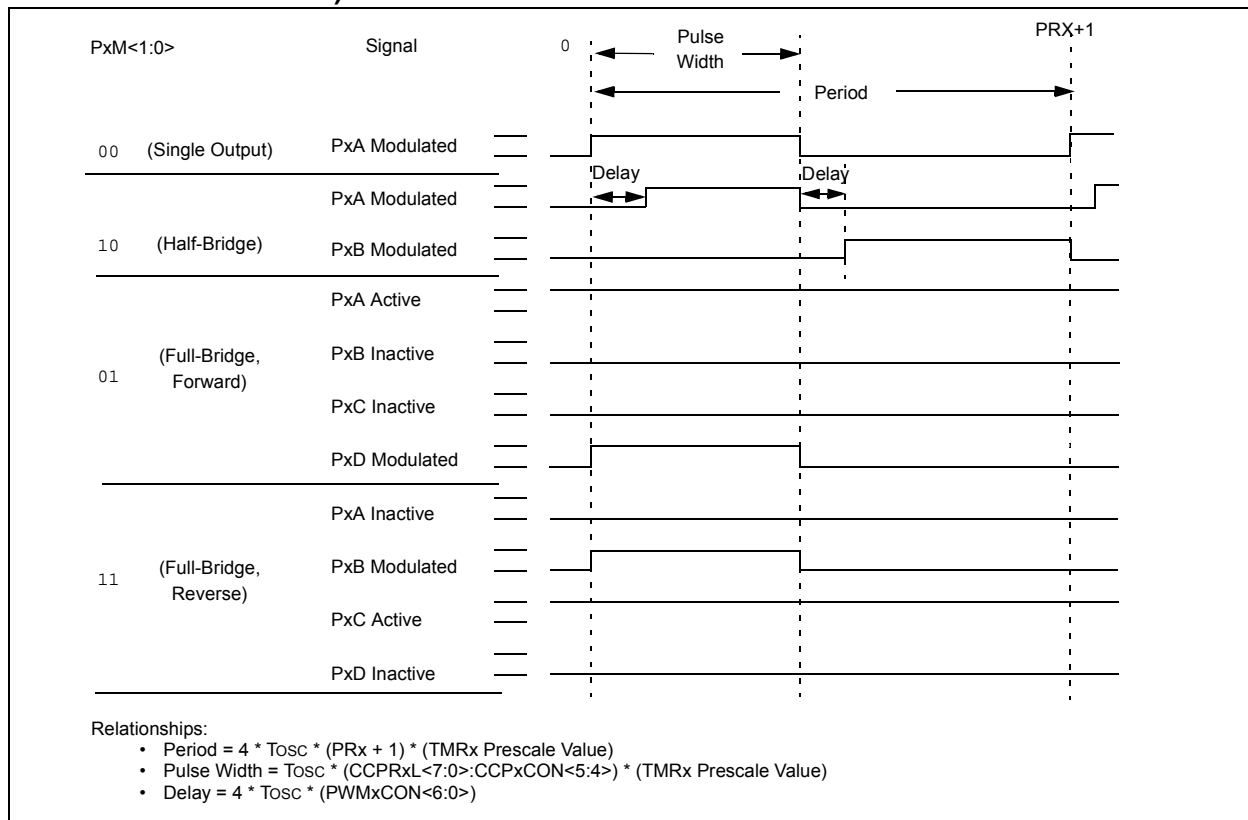 PxM<1:0>
Signal
0
Pulse
Width
PRX+1
Period
00
(Single Output)
PxA Modulated
Delay
Delay
10
(Half-Bridge)
PxA Modulated
PxB Modulated
01
(Full-Bridge,
Forward)
PxA Active
PxB Inactive
PxC Inactive
PxD Modulated
11
(Full-Bridge,
Reverse)
PxA Inactive
PxB Modulated
PxC Active
PxD Inactive
Relationships:
• Period = 4 * TOSC * (PRx + 1) * (TMRx Prescale Value)
• Pulse Width = TOSC * (CCPRxL<7:0>:CCPxCON<5:4>) * (TMRx Prescale Value)
• Delay = 4 * TOSC * (PWMxCON<6:0>)